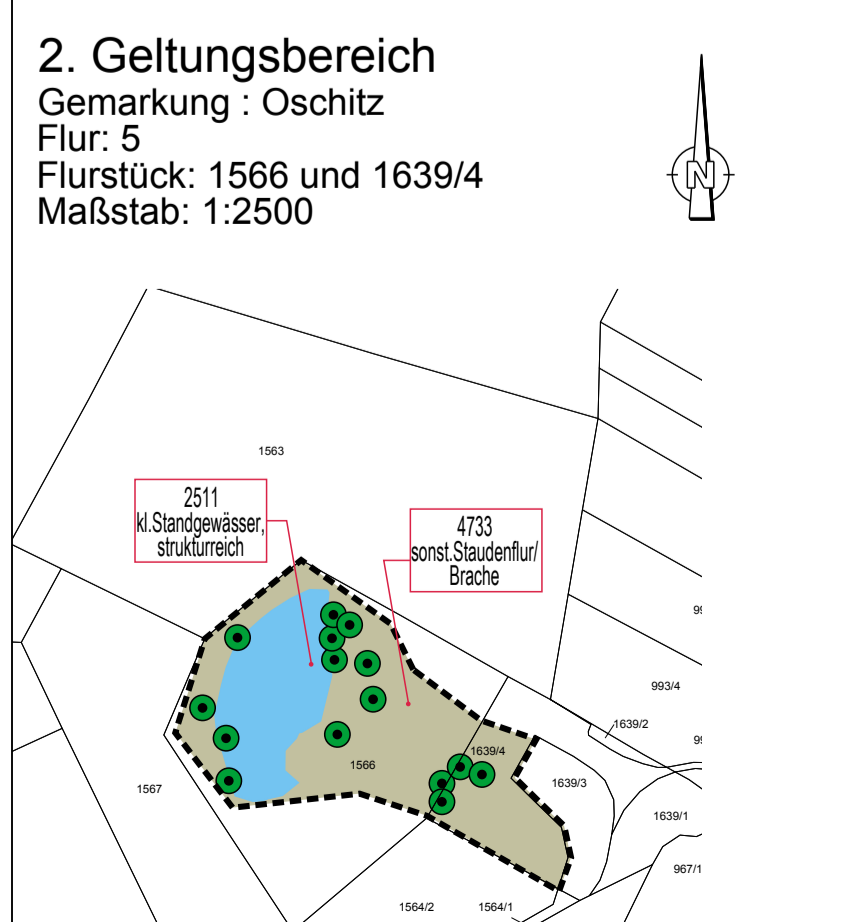 2. Geltungsbereich
Gemarkung : Oschitz
Flur: 5
Flurstück: 1566 und 1639/4
Maßstab: 1:2500
N
1563
2511
kl.Standgewässer,
strukturreich
4733
sonst.Staudenflur/
Brache
993/4
1639/2
1639/4
1566
1639/3
1567
1639/1
967/1
1564/2
1564/1